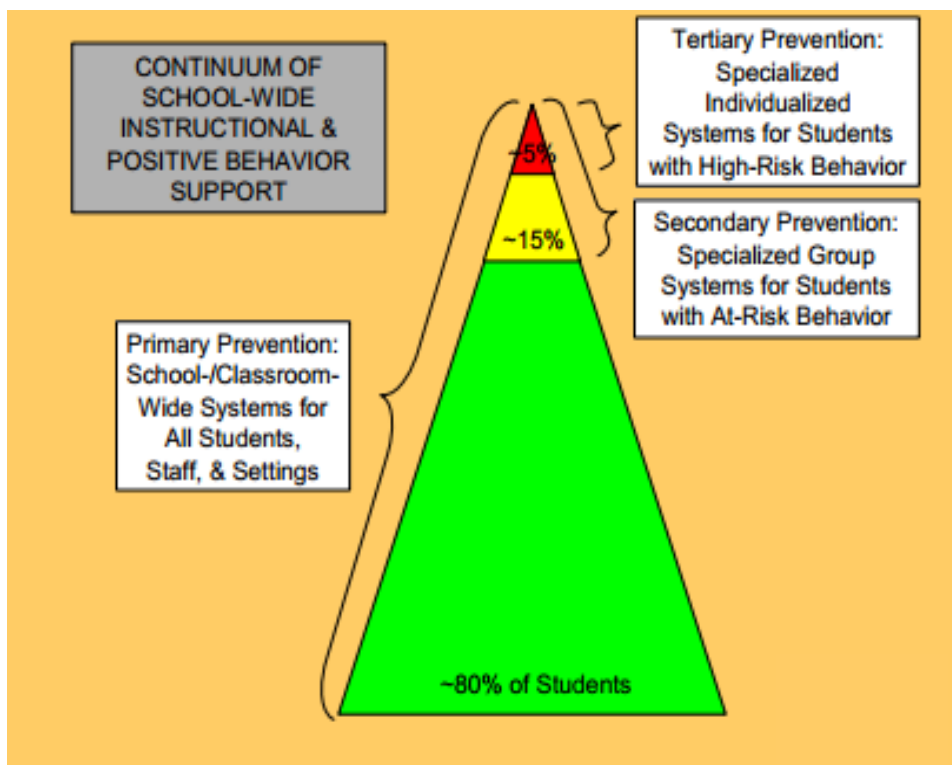 CONTINUUM OF
SCHOOL-WIDE
INSTRUCTIONAL &
POSITIVE BEHAVIOR
SUPPORT
Tertiary Prevention:
Specialized
Individualized
Systems for Students
with High-Risk Behavior
~5%
Secondary Prevention:
Specialized Group
Systems for Students
with At-Risk Behavior
~15%
Primary Prevention:
School-/Classroom-
Wide Systems for
All Students,
Staff, & Settings
~80% of Students